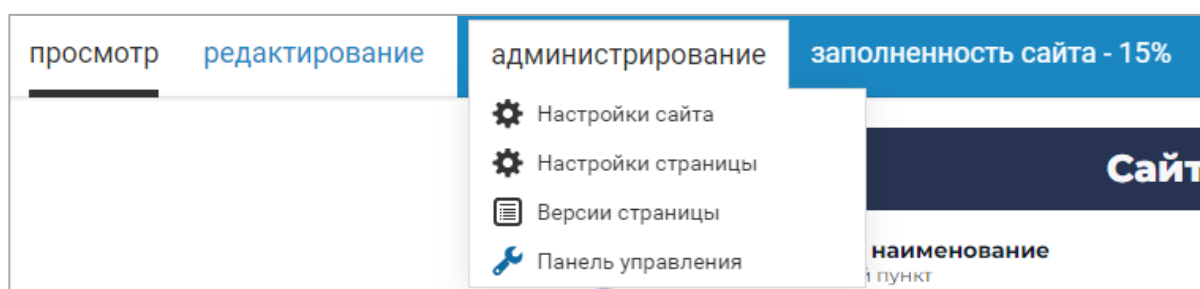 просмотр редактирование администрирование заполненность сайта - 15%
Настройки сайта
Настройки страницы
Сайт
Версии страницы
наименование
Панель управления
й пункт